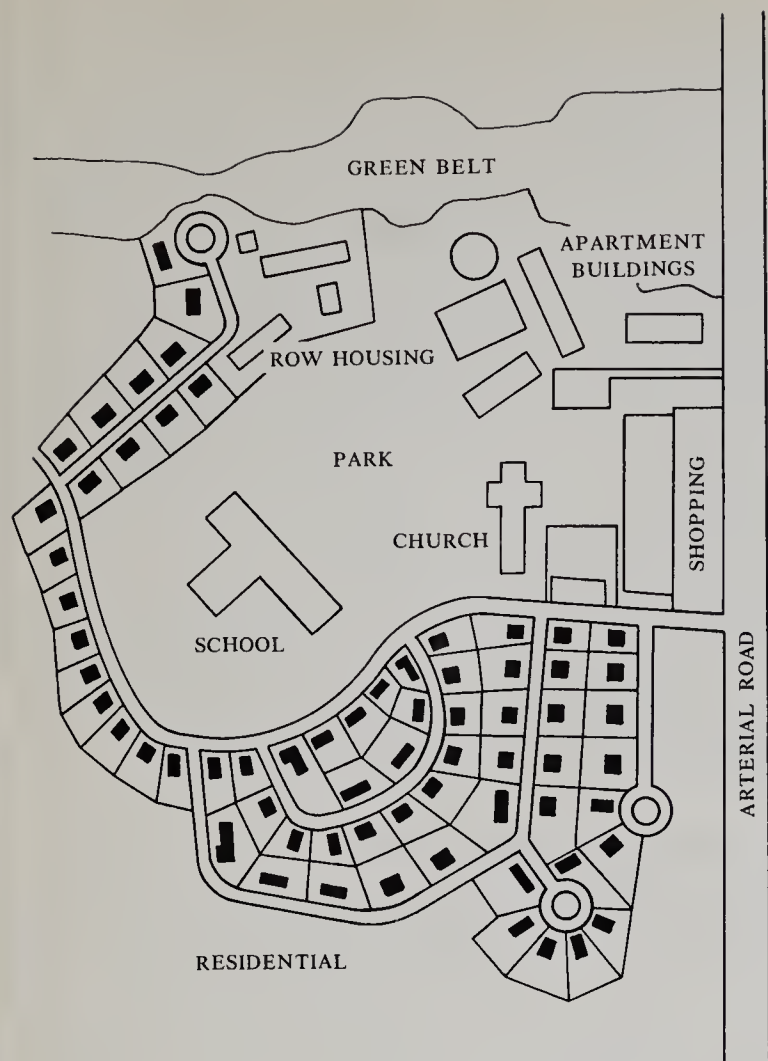 GREEN BELT
APARTMENT
BUILDINGS
ROW HOUSING
PARK
SHOPPING
CHURCH
SCHOOL
ARTERIAL ROAD
RESIDENTIAL